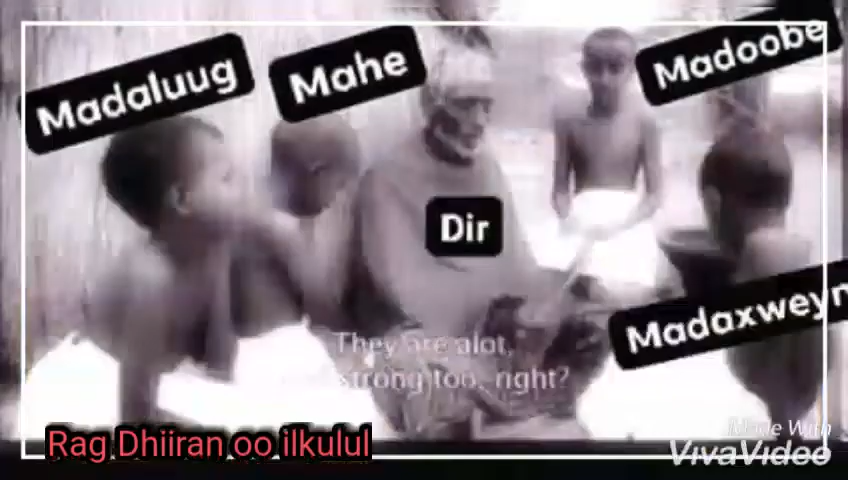 Madaluug
Mahe
Madoobe
Dir
Madaxweyn
They are alot,
strong too, right?
Rag Dhiiran oo ilkulul
Made With
VivaVideo